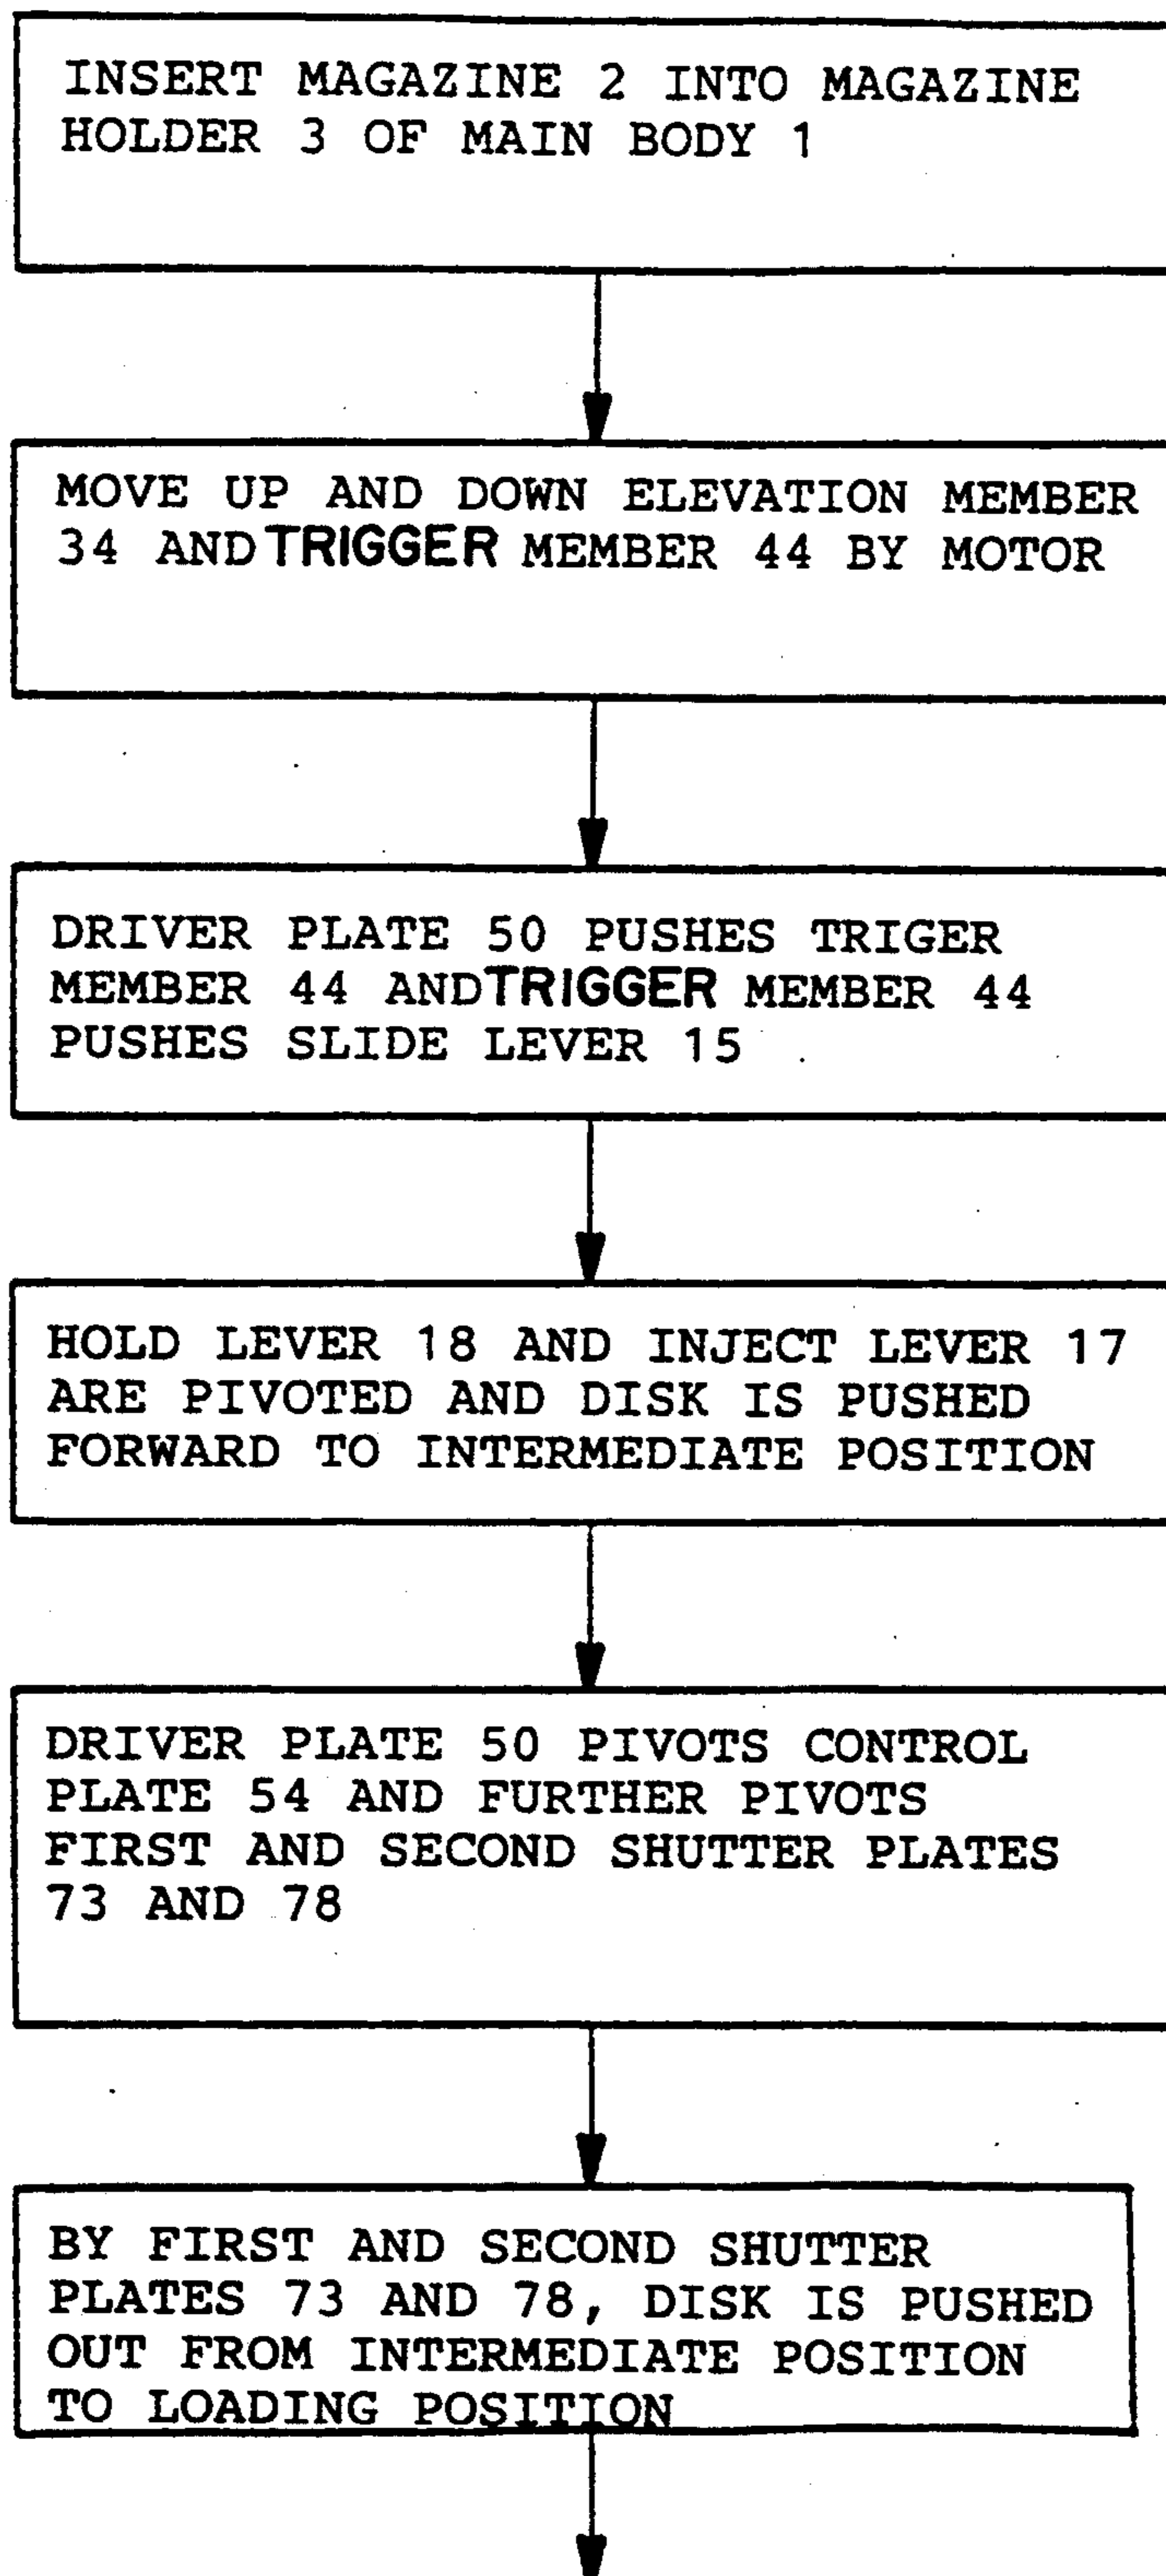 INSERT MAGAZINE 2 INTO MAGAZINE
HOLDER 3 OF MAIN BODY 1
MOVE UP AND DOWN ELEVATION MEMBER
34 AND TRIGGER MEMBER 44 BY MOTOR
DRIVER PLATE 50 PUSHES TRIGER
MEMBER 44 AND TRIGGER MEMBER 44
PUSHES SLIDE LEVER 15
HOLD LEVER 18 AND INJECT LEVER 17
ARE PIVOTED AND DISK IS PUSHED
FORWARD TO INTERMEDIATE POSITION
DRIVER PLATE 50 PIVOTS CONTROL
PLATE 54 AND FURTHER PIVOTS
FIRST AND SECOND SHUTTER PLATES
73 AND 78
BY FIRST AND SECOND SHUTTER
PLATES 73 AND 78, DISK IS PUSHED
OUT FROM INTERMEDIATE POSITION
TO LOADING POSITION